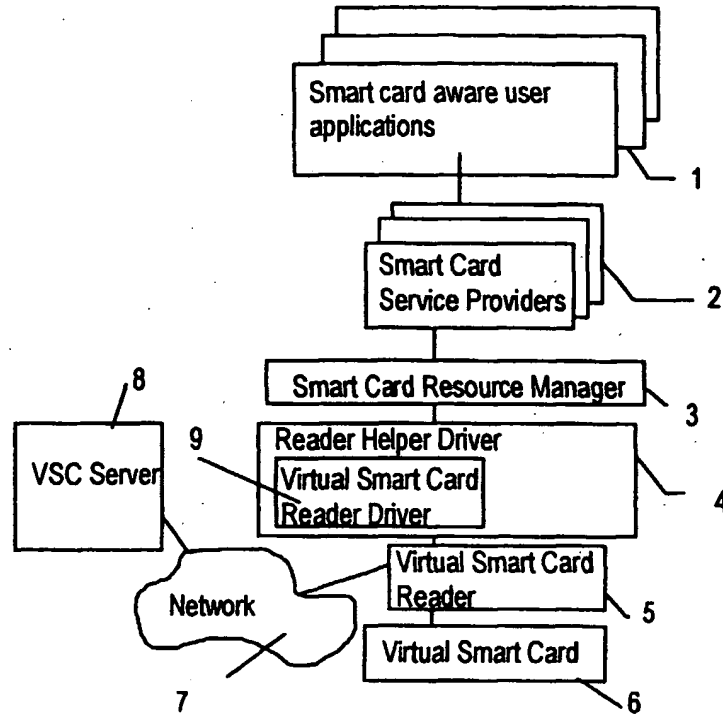 Smart card aware user
applications
1
Smart Card
Service Providers
2
8
Smart Card Resource Manager
3
9
Reader Helper Driver
VSC Server
Virtual Smart Card
Reader Driver
4
Virtual Smart Card
Reader
5
Network
Virtual Smart Card
7
6